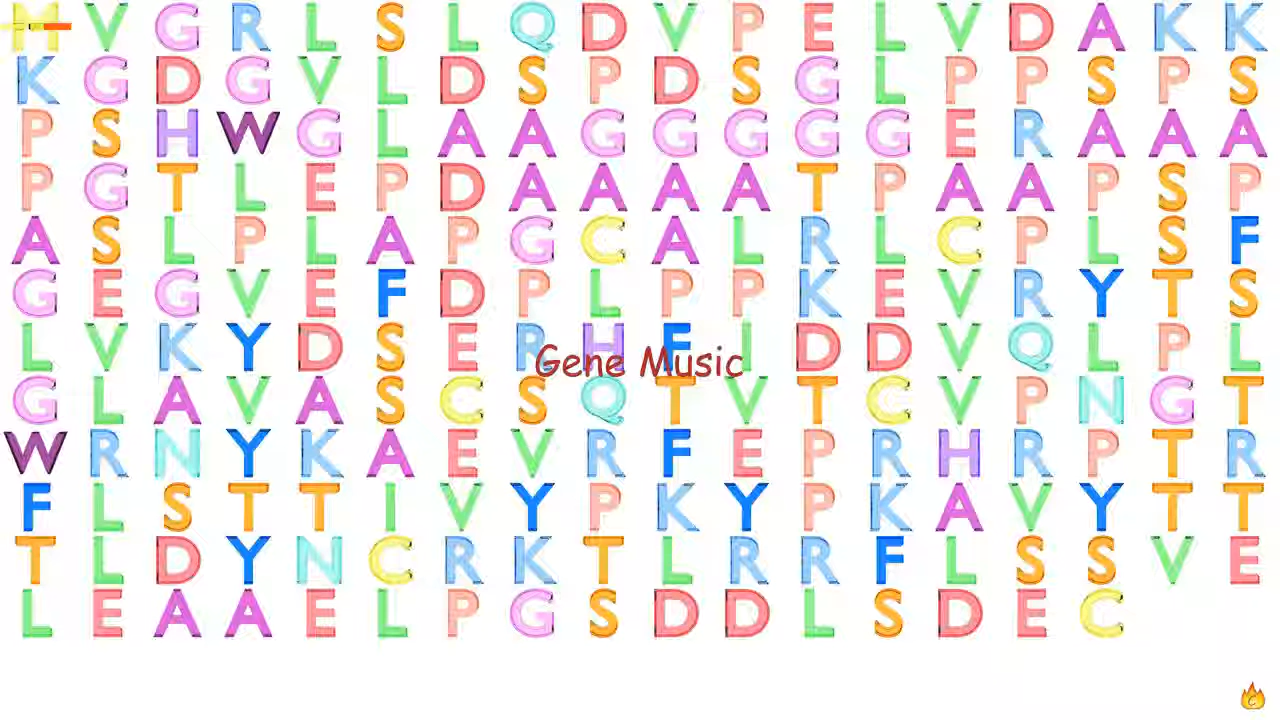 M V G R L S L Q D V P E L V D A K K
K G D G V L D S P D S G L P P S P S
P S H W G L A A G G G G G E R A A A
P G T L E P D A A A A T P A A P S P
A S L P L A P G C A L R L C P L S F
G E G V E F D P L P P K E V R Y T S
L V K Y D S E R H F I D D V Q L P L
Gene Music
G L A V A S C S Q T V T C V P N G T
W R N Y K A E V R F E P R H R P T R
F L S T T I V Y P K Y P K A V Y T T
T L D Y N C R K T L R R F L S S V E
L E A A E L P G S D D L S D E C